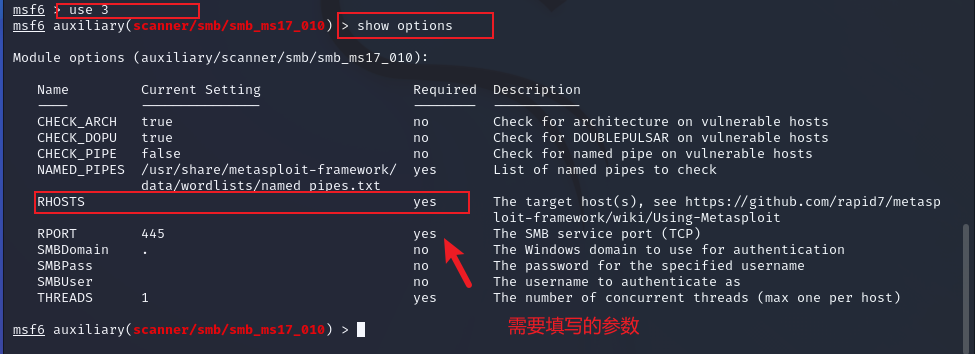 msf6 > use 3
msf6 auxiliary(scanner/smb/smb_ms17_010) > show options
Module options (auxiliary/scanner/smb/smb_ms17_010):
Name Current Setting Required Description
---- --------------- -------- -----------
CHECK_ARCH true no Check for architecture on vulnerable hosts
CHECK_DOPU true no Check for DOUBLEPULSAR on vulnerable hosts
CHECK_PIPE false no Check for named pipe on vulnerable hosts
NAMED_PIPES /usr/share/metasploit-framework/ yes List of named pipes to check
data/wordlists/named_pipes.txt
RHOSTS yes The target host(s), see https://github.com/rapid7/metasp
loit-framework/wiki/Using-Metasploit
RPORT 445 yes The SMB service port (TCP)
SMBDomain . no The Windows domain to use for authentication
SMBPass no The password for the specified username
SMBUser no The username to authenticate as
THREADS 1 yes The number of concurrent threads (max one per host)
msf6 auxiliary(scanner/smb/smb_ms17_010) >
需要填写的参数